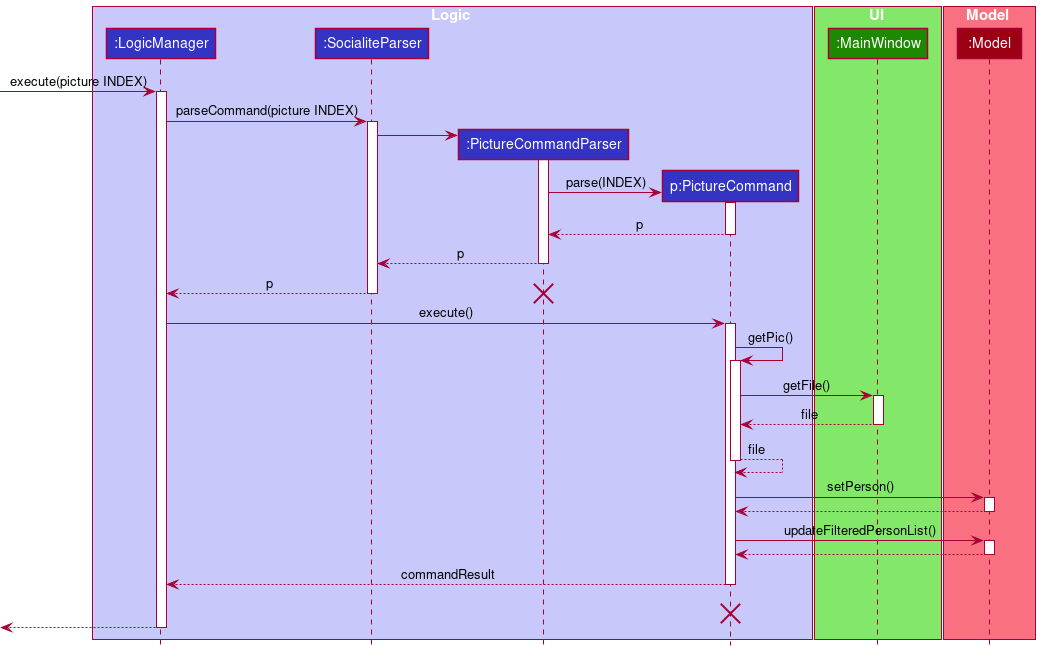 Logic
UI
Model
:LogicManager
:SocialiteParser
:MainWindow
:Model
execute(picture INDEX)
parseCommand(picture INDEX)
:PictureCommandParser
parse(INDEX)
p:PictureCommand
p
p
p
execute()
getPic()
getFile()
file
file
setPerson()
updateFilteredPersonList()
commandResult